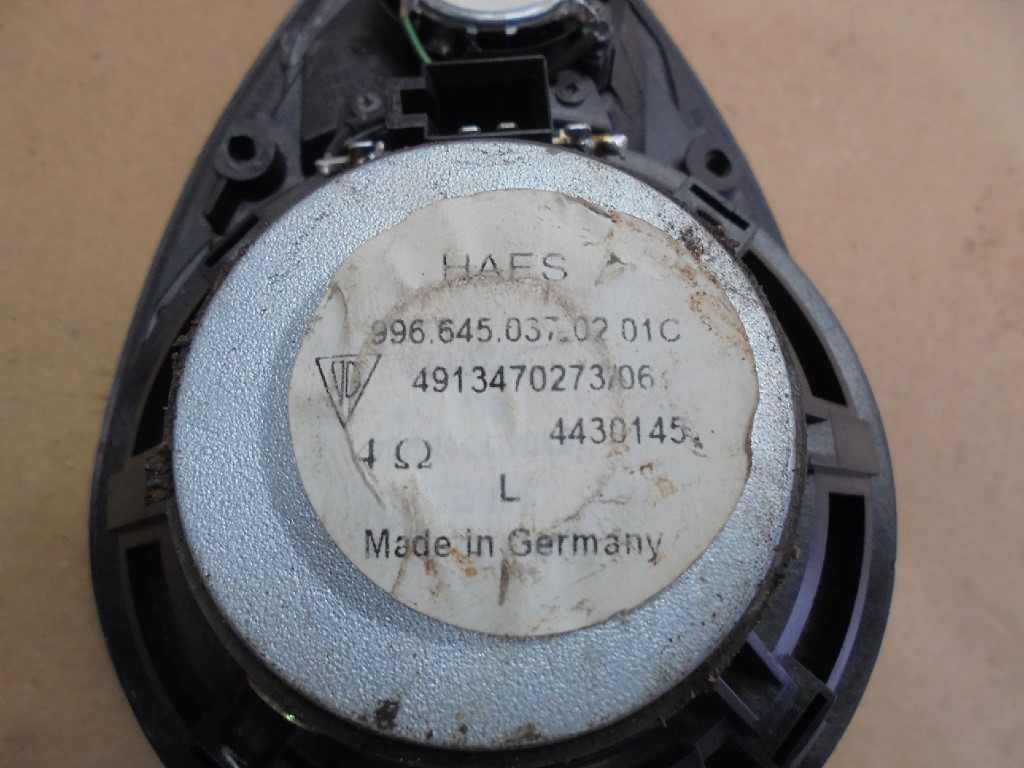 HAES
996.645.037.02 01C
4913470273/06
4430145
4 Ω
L
Made in Germany